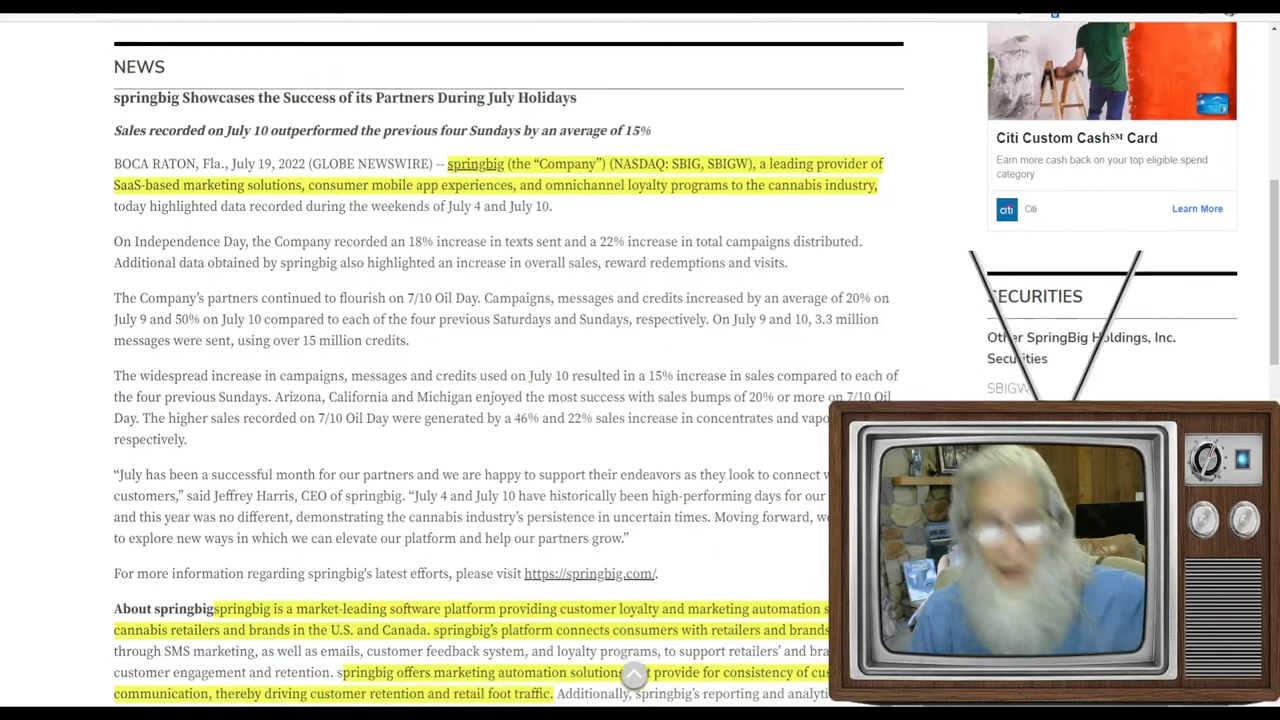 NEWS
springbig Showcases the Success of its Partners During July Holidays
Sales recorded on July 10 outperformed the previous four Sundays by an average of 15%
BOCA RATON, Fla., July 19, 2022 (GLOBE NEWSWIRE) -- springbig (the “Company”) (NASDAQ: SBIG, SBIGW), a leading provider of
SaaS-based marketing solutions, consumer mobile app experiences, and omnichannel loyalty programs to the cannabis industry,
today highlighted data recorded during the weekends of July 4 and July 10.
On Independence Day, the Company recorded an 18% increase in texts sent and a 22% increase in total campaigns distributed.
Additional data obtained by springbig also highlighted an increase in overall sales, reward redemptions and visits.
The Company’s partners continued to flourish on 7/10 Oil Day. Campaigns, messages and credits increased by an average of 20% on
July 9 and 50% on July 10 compared to each of the four previous Saturdays and Sundays, respectively. On July 9 and 10, 3.3 million
messages were sent, using over 15 million credits.
The widespread increase in campaigns, messages and credits used on July 10 resulted in a 15% increase in sales compared to each of
the four previous Sundays. Arizona, California and Michigan enjoyed the most success with sales bumps of 20% or more on 7/10 Oil
Day. The higher sales recorded on 7/10 Oil Day were generated by a 46% and 22% sales increase in concentrates and
respectively.
“July has been a successful month for our partners and we are happy to support their endeavors as they look to connect
customers,” said Jeffrey Harris, CEO of springbig. “July 4 and July 10 have historically been high-performing days for our
and this year was no different, demonstrating the cannabis industry’s persistence in uncertain times. Moving forward,
to explore new ways in which we can elevate our platform and help our partners grow.”
For more information regarding springbig's latest efforts, please visit https://springbig.com/.
About springbigspringbig is a market-leading software platform providing customer loyalty and marketing automation
cannabis retailers and brands in the U.S. and Canada. springbig’s platform connects consumers with retailers and brands
through SMS marketing, as well as emails, customer feedback system, and loyalty programs, to support retailers’ and
customer engagement and retention. springbig offers marketing automation solutions provide for consistency of
communication, thereby driving customer retention and retail foot traffic. Additionally, springbig’s reporting and
Citi Custom Cash℠ Card
Earn more cash back on your top eligible spend
category
citi
Citi
Learn More
SECURITIES
Other SpringBig Holdings, Inc.
Securities
SBIGW